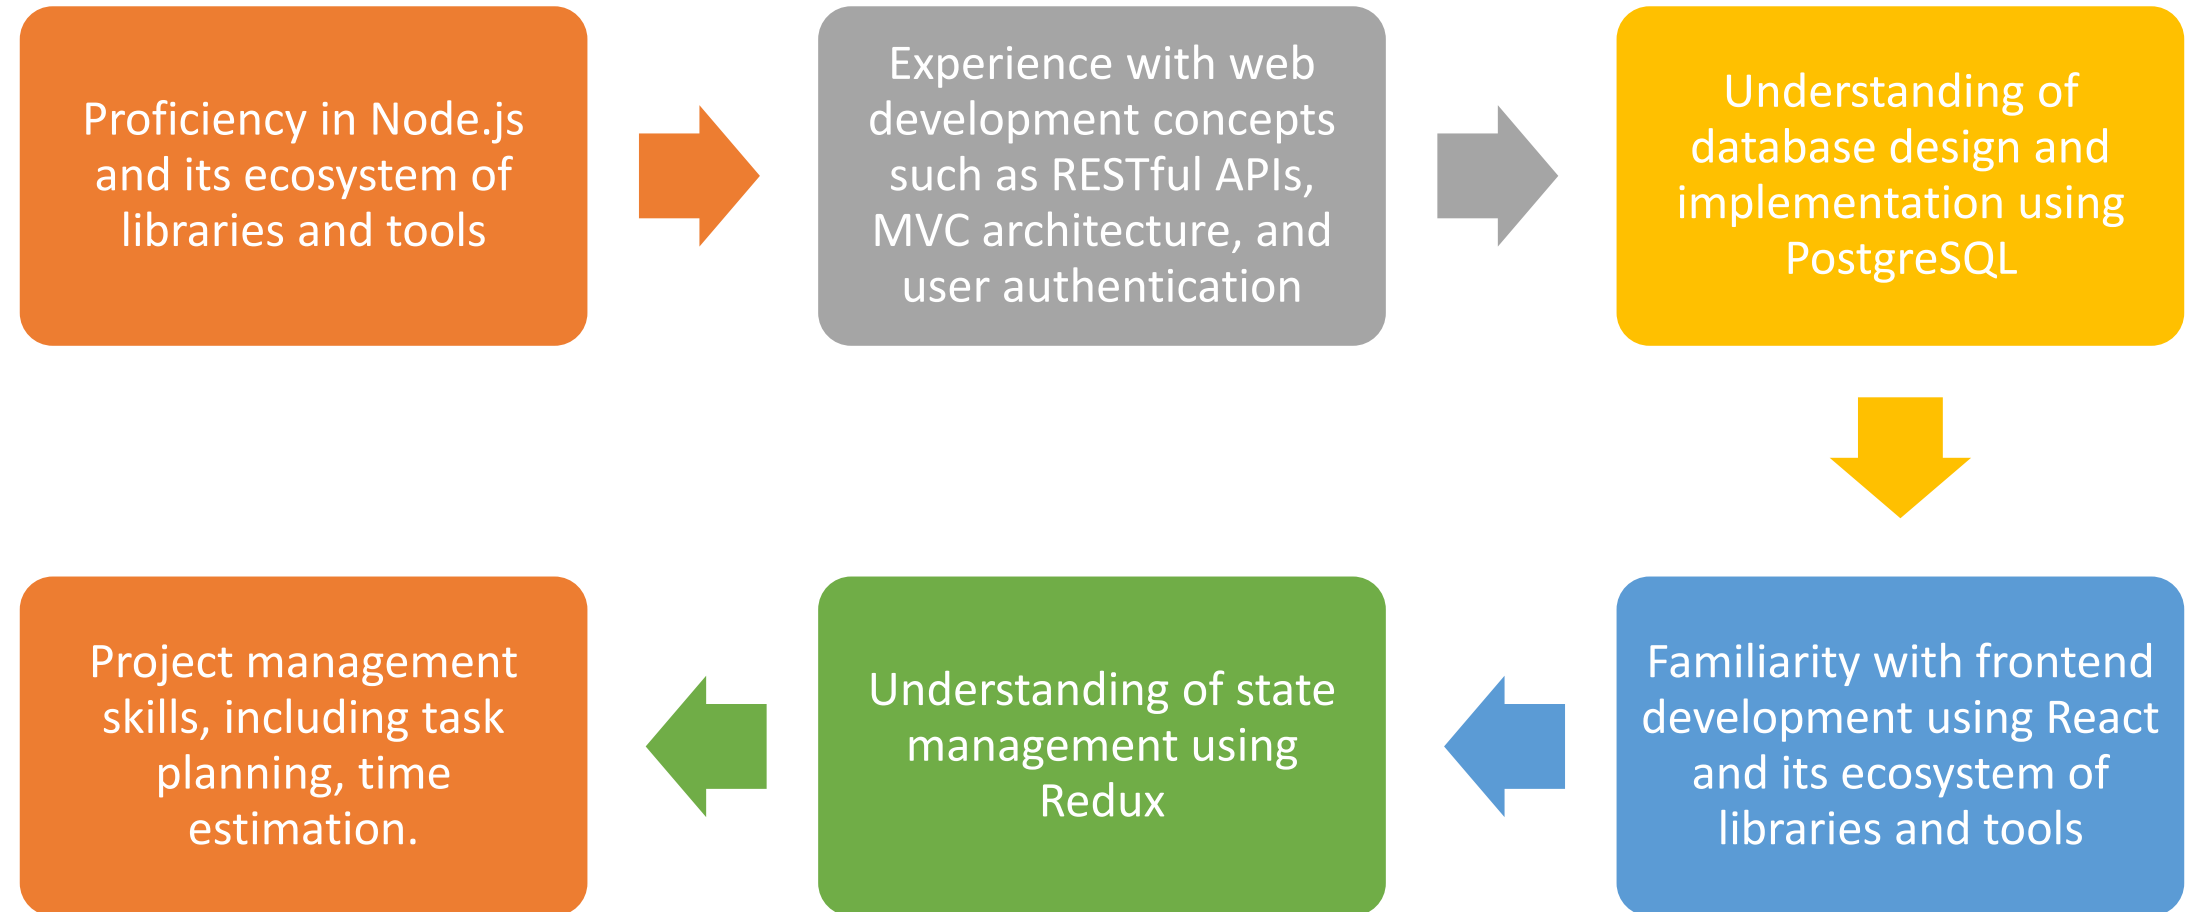 Proficiency in Node.js
and its ecosystem of
libraries and tools
Experience with web
development concepts
such as RESTful APIs,
MVC architecture, and
user authentication
Understanding of
database design and
implementation using
PostgreSQL
Familiarity with frontend
development using React
and its ecosystem of
libraries and tools
Understanding of state
management using
Redux
Project management
skills, including task
planning, time
estimation.